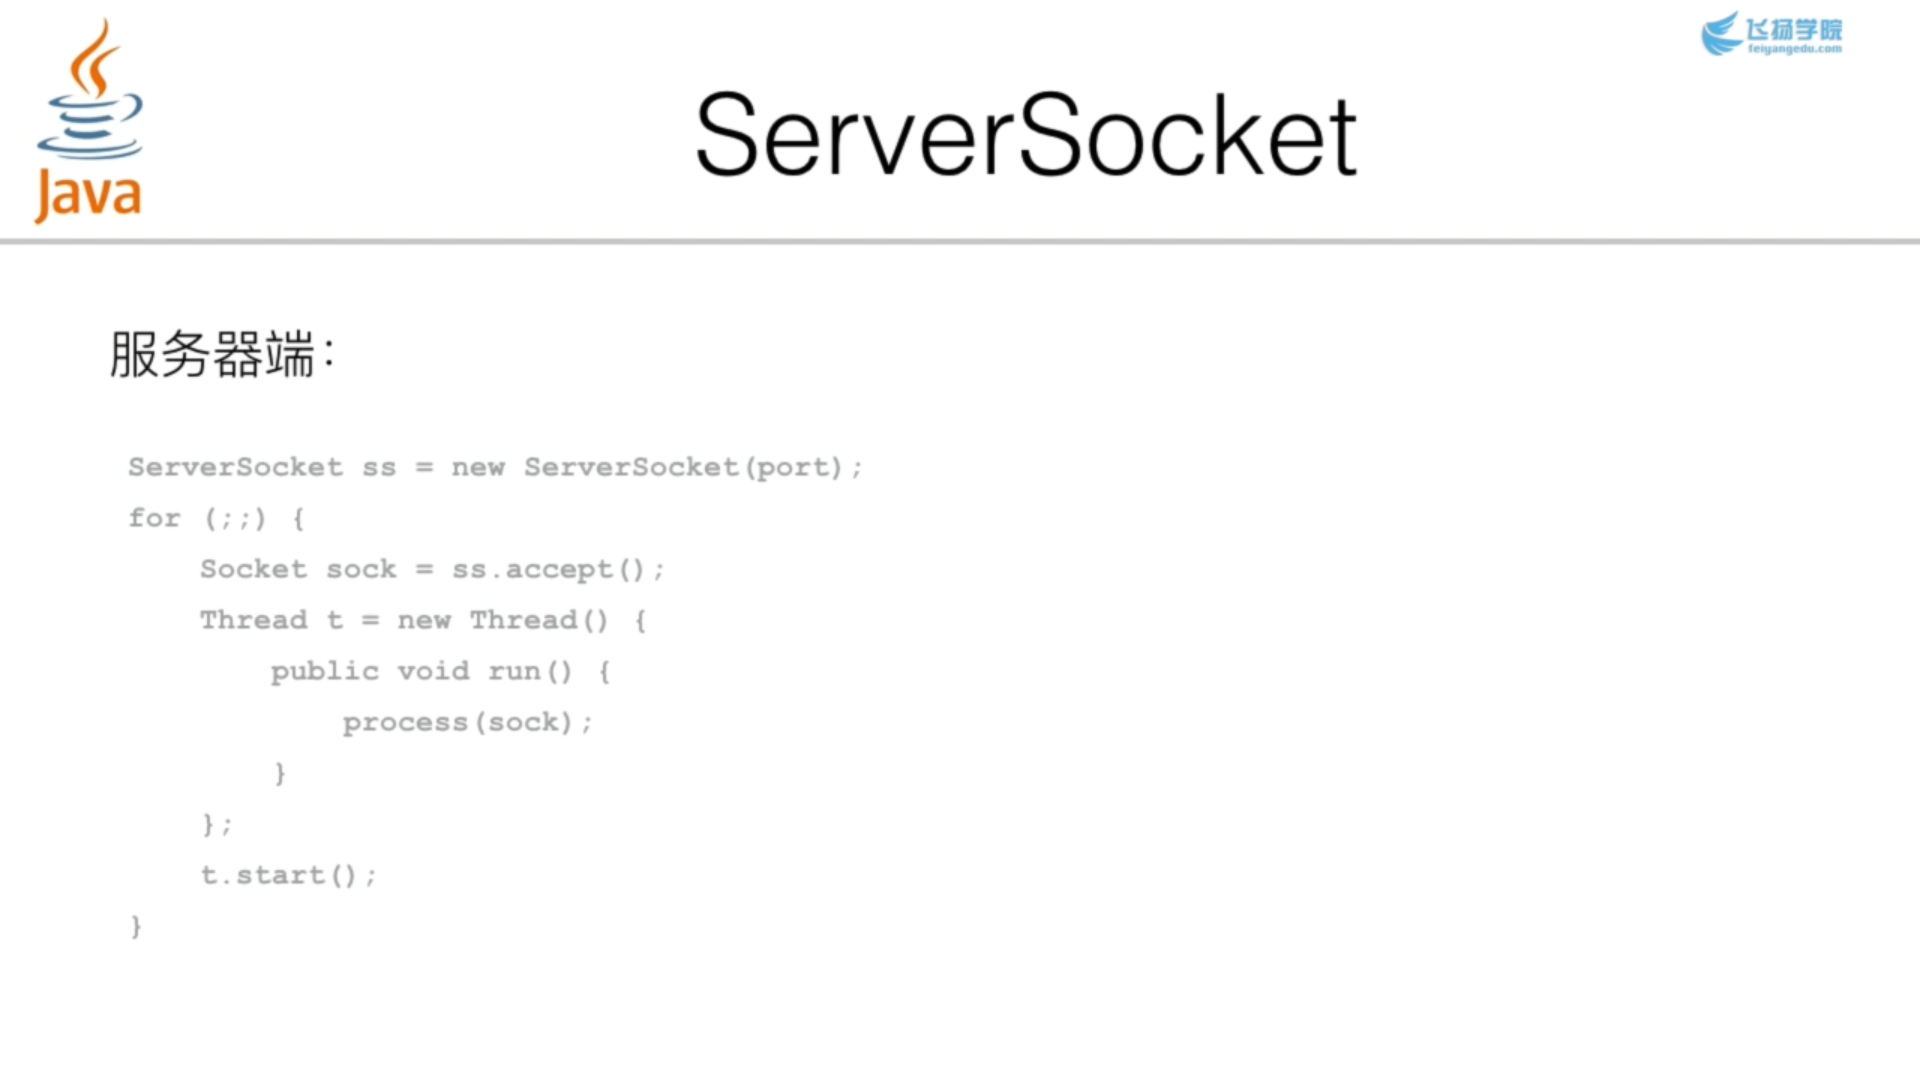 飞扬学院
feiyangedu.com
Java
ServerSocket
服务器端：
ServerSocket ss = new ServerSocket(port);
for (;;) {
    Socket sock = ss.accept();
    Thread t = new Thread() {
        public void run() {
            process(sock);
        }
    };
    t.start();
}